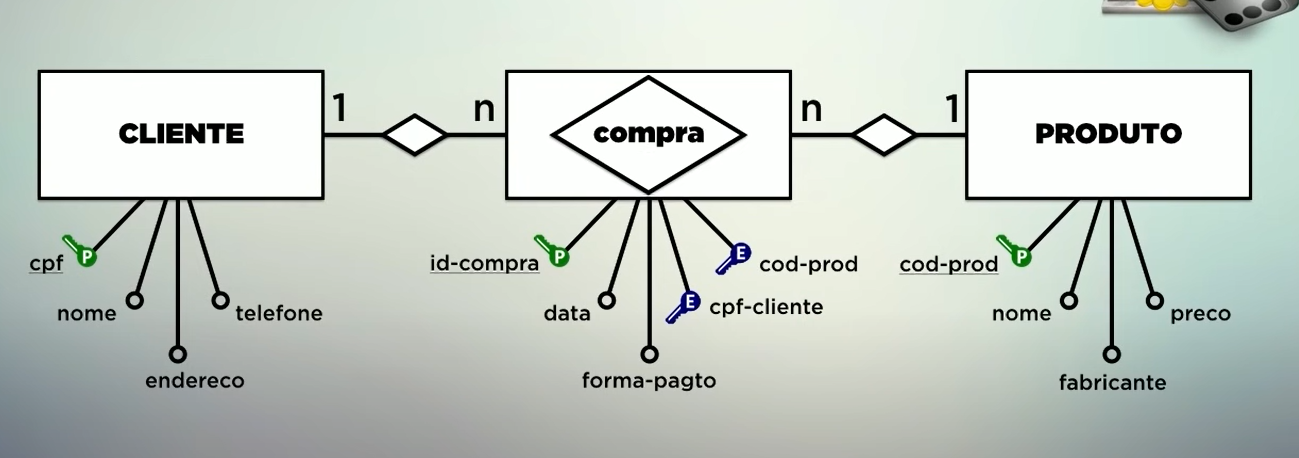 CLIENTE
1
n
compra
n
1
PRODUTO
P
cpf
nome
endereco
telefone
P
id-compra
data
forma-pagto
E
cpf-cliente
E
cod-prod
P
cod-prod
nome
fabricante
preco